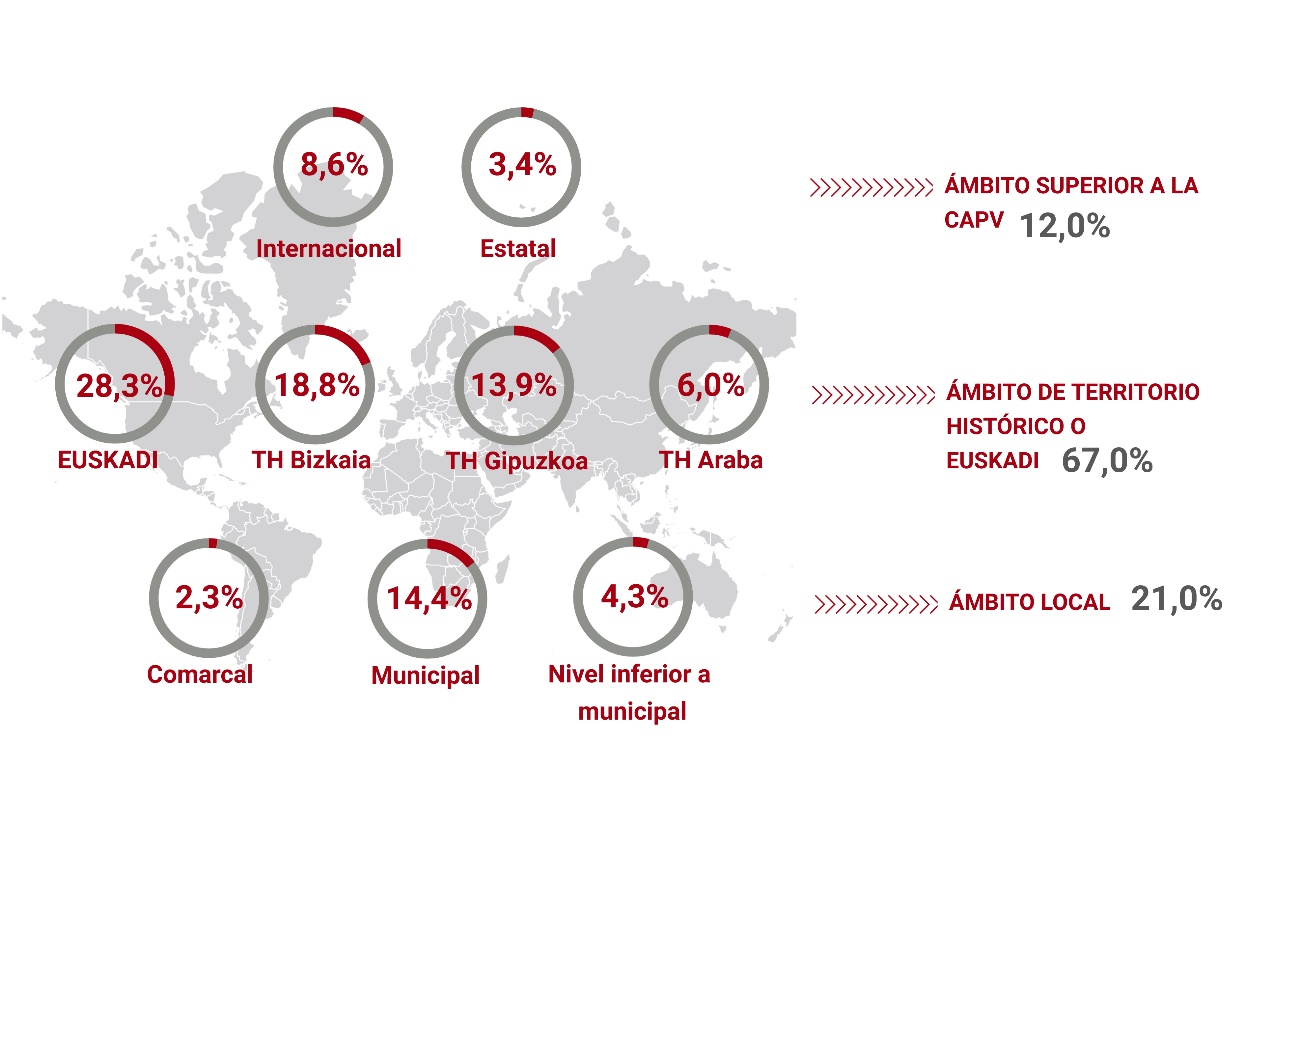 8,6%
3,4%
Internacional
Estatal
ÁMBITO SUPERIOR A LA
CAPV 12,0%
28,3%
18,8%
13,9%
6,0%
EUSKADI
TH Bizkaia
TH Gipuzkoa
TH Araba
ÁMBITO DE TERRITORIO
HISTÓRICO O
EUSKADI 67,0%
2,3%
14,4%
4,3%
Comarcal
Municipal
Nivel inferior a
municipal
ÁMBITO LOCAL 21,0%